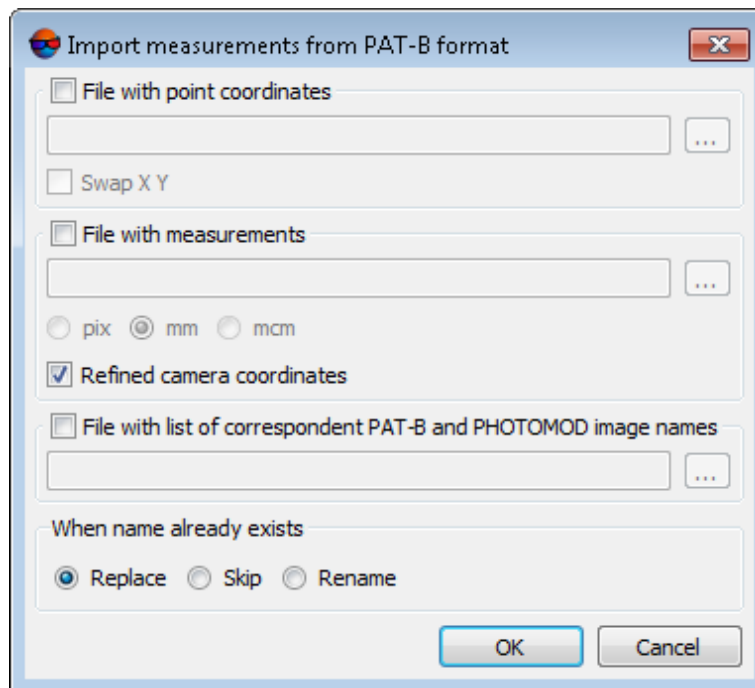 Import measurements from PAT-B format
File with point coordinates
...
Swap X Y
File with measurements
...
pix mm mcm
Refined camera coordinates
File with list of correspondent PAT-B and PHOTOMOD image names
...
When name already exists
Replace Skip Rename
OK Cancel